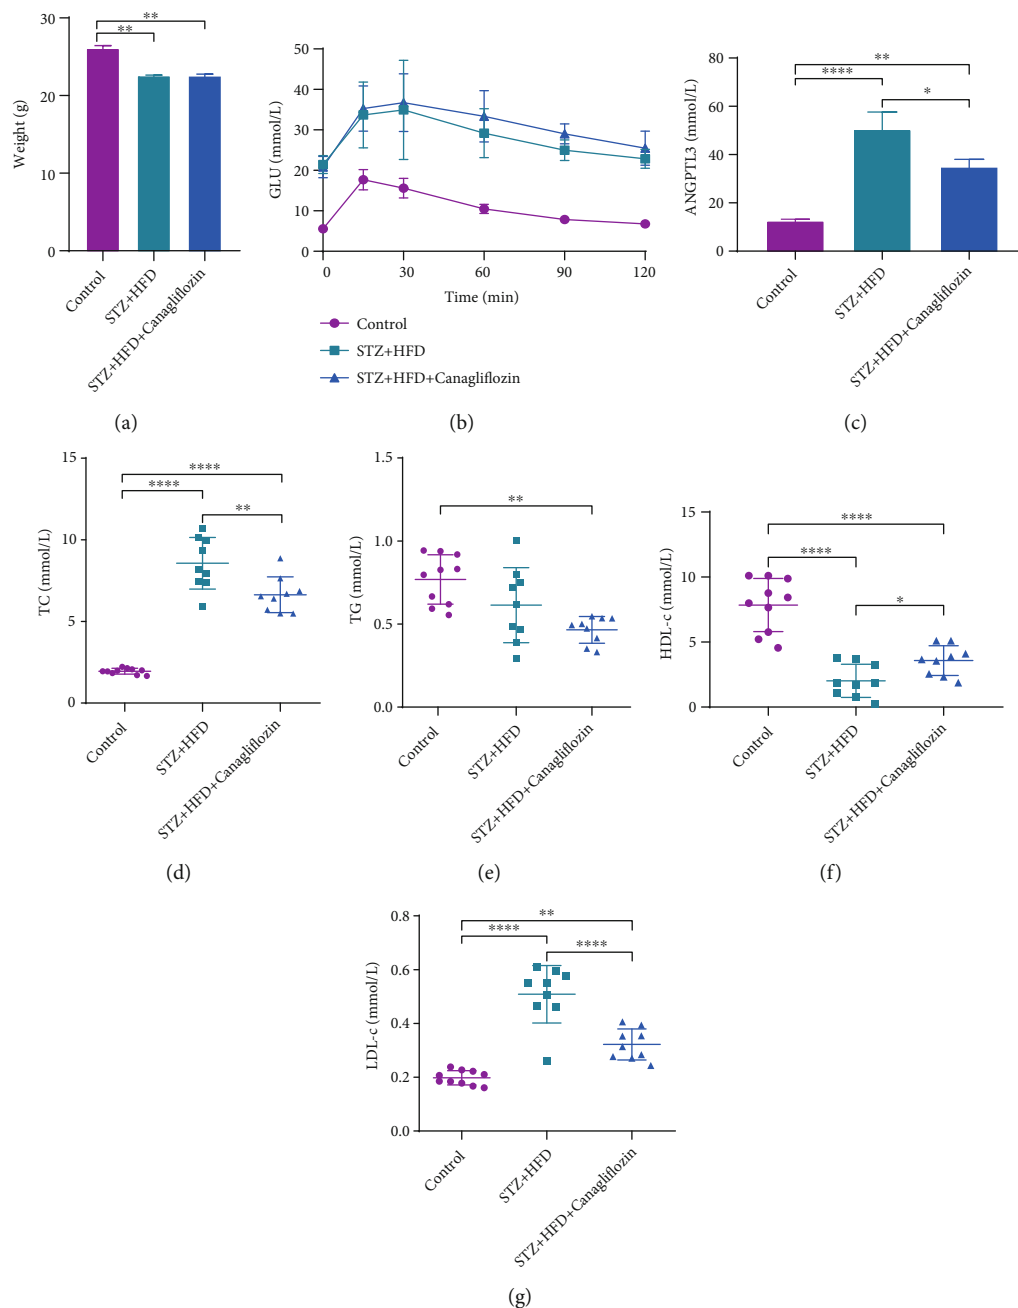 Weight (g)
30
20
10
0
**
**
Control
STZ+HFD
STZ+HFD+Canagliflozin
(a)
GLU (mmol/L)
50
40
30
20
10
0
0 30 60 90 120
Time (min)
Control
STZ+HFD
STZ+HFD+Canagliflozin
(b)
ANGPTL3 (mmol/L)
80
60
40
20
0
**
****
*
Control
STZ+HFD
STZ+HFD+Canagliflozin
(c)
TC (mmol/L)
15
10
5
0
****
****
**
Control
STZ+HFD
STZ+HFD+Canagliflozin
(d)
TG (mmol/L)
1.5
1.0
0.5
0.0
**
Control
STZ+HFD
STZ+HFD+Canagliflozin
(e)
HDL-c (mmol/L)
15
10
5
0
****
****
*
Control
STZ+HFD
STZ+HFD+Canagliflozin
(f)
LDL-c (mmol/L)
0.8
0.6
0.4
0.2
0.0
**
****
****
Control
STZ+HFD
STZ+HFD+Canagliflozin
(g)